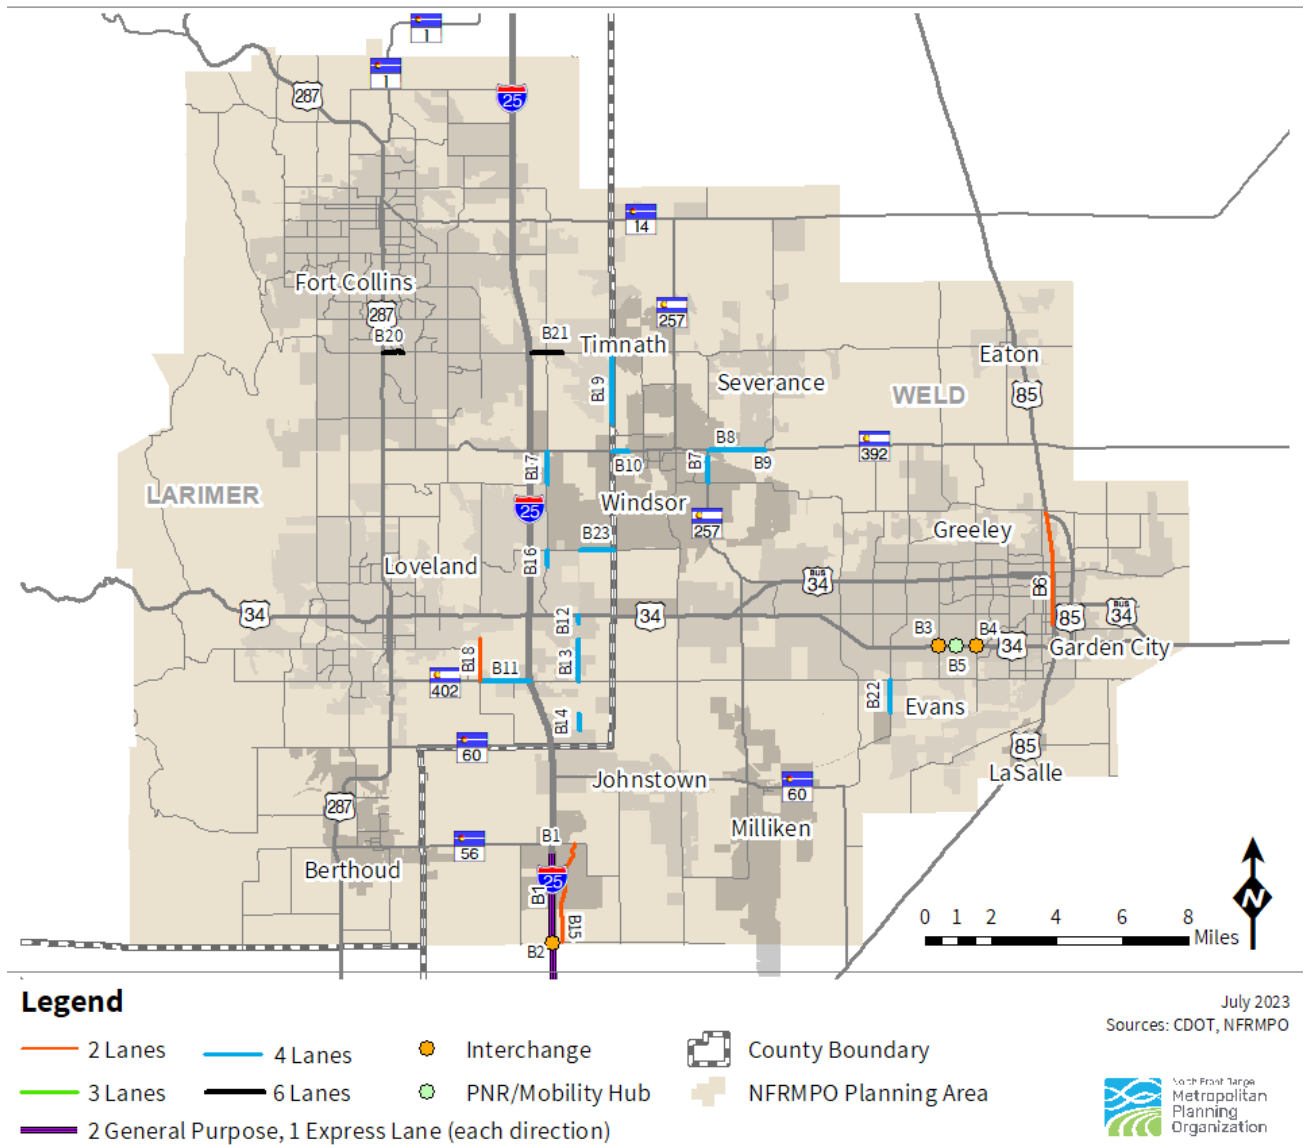 1
1
287
25
14
Fort Collins
257
287
B20
B21
Timnath
Eaton
B19
Severance
WELD
85
B8
392
B17
B10
B7
B9
LARIMER
25
Windsor
257
Greeley
B23
B16
Loveland
BUS
34
B6
34
B12
34
85
BUS
34
B3
B4
34
B18
B11
B13
B5
Garden City
402
B22
Evans
B14
60
85
Johnstown
LaSalle
60
287
Milliken
56
B1
Berthoud
25
B1
B15
B2
0 1 2 4 6 8
Miles
N
Legend
July 2023
Sources: CDOT, NFRMPO
2 Lanes
4 Lanes
Interchange
County Boundary
3 Lanes
6 Lanes
PNR/Mobility Hub
NFRMPO Planning Area
2 General Purpose, 1 Express Lane (each direction)
North Front Range
Metropolitan
Planning
Organization